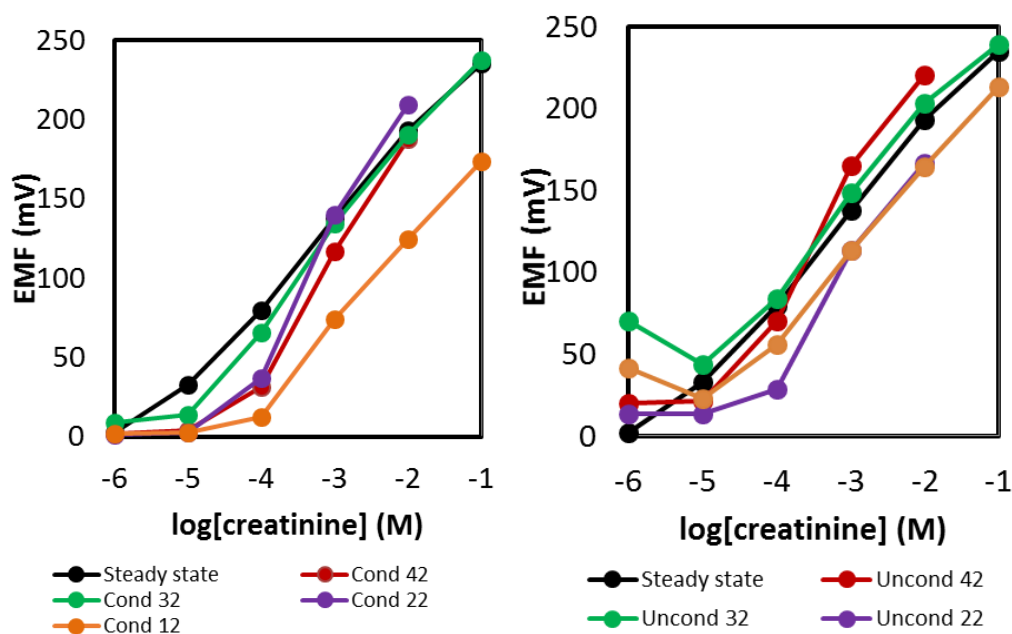 250
200
150
100
50
0
EMF (mV)
-6 -5 -4 -3 -2 -1
log[creatinine] (M)
Steady state Cond 42
Cond 32 Cond 22
Cond 12
250
200
150
100
50
0
EMF (mV)
-6 -5 -4 -3 -2 -1
log[creatinine] (M)
Steady state Uncond 42
Uncond 32 Uncond 22